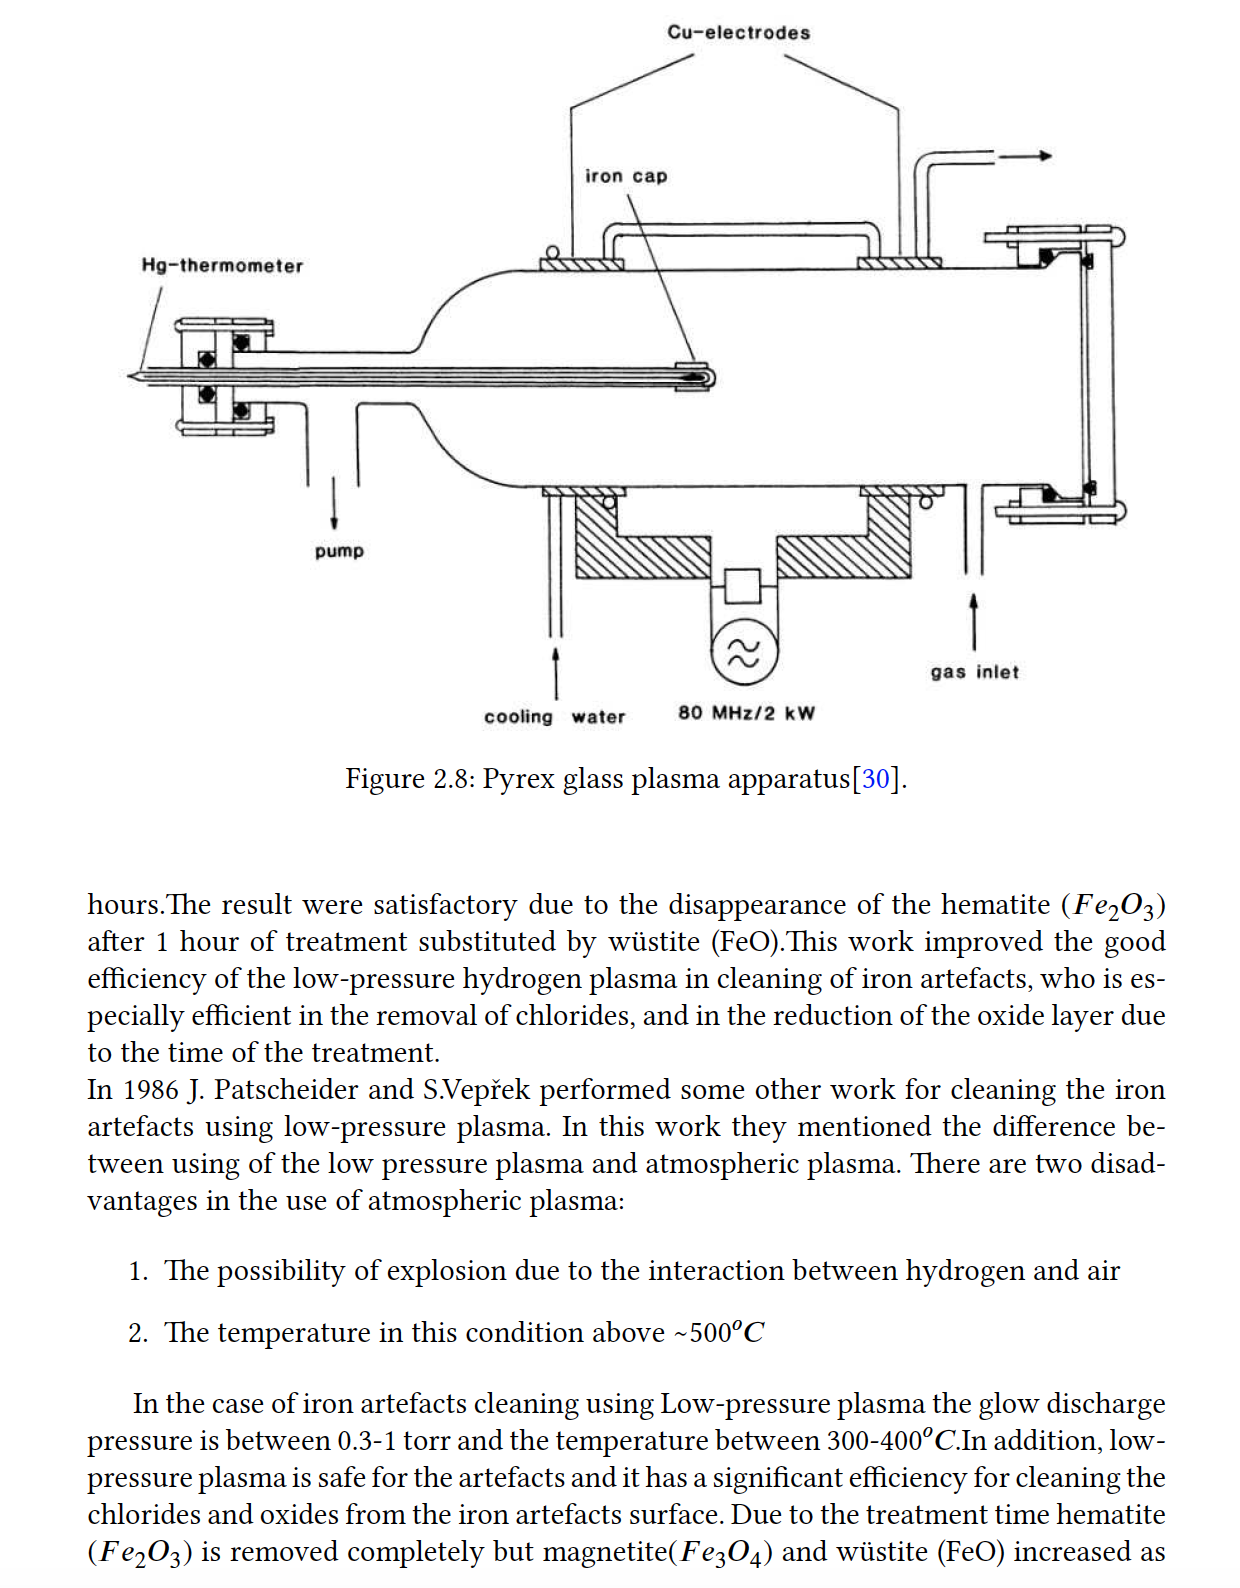 Cu-electrodes
iron cap
Hg-thermometer
pump
gas inlet
cooling water
80 MHz/2 kW
Figure 2.8: Pyrex glass plasma apparatus[30].
hours.The result were satisfactory due to the disappearance of the hematite (Fe₂O₃)
after 1 hour of treatment substituted by wüstite (FeO).This work improved the good
efficiency of the low-pressure hydrogen plasma in cleaning of iron artefacts, who is es-
pecially efficient in the removal of chlorides, and in the reduction of the oxide layer due
to the time of the treatment.
In 1986 J. Patscheider and S.Vepřek performed some other work for cleaning the iron
artefacts using low-pressure plasma. In this work they mentioned the difference be-
tween using of the low pressure plasma and atmospheric plasma. There are two disad-
vantages in the use of atmospheric plasma:
1. The possibility of explosion due to the interaction between hydrogen and air
2. The temperature in this condition above ~500ᵒC
In the case of iron artefacts cleaning using Low-pressure plasma the glow discharge
pressure is between 0.3-1 torr and the temperature between 300-400ᵒC.In addition, low-
pressure plasma is safe for the artefacts and it has a significant efficiency for cleaning the
chlorides and oxides from the iron artefacts surface. Due to the treatment time hematite
(Fe₂O₃) is removed completely but magnetite(Fe₃O₄) and wüstite (FeO) increased as